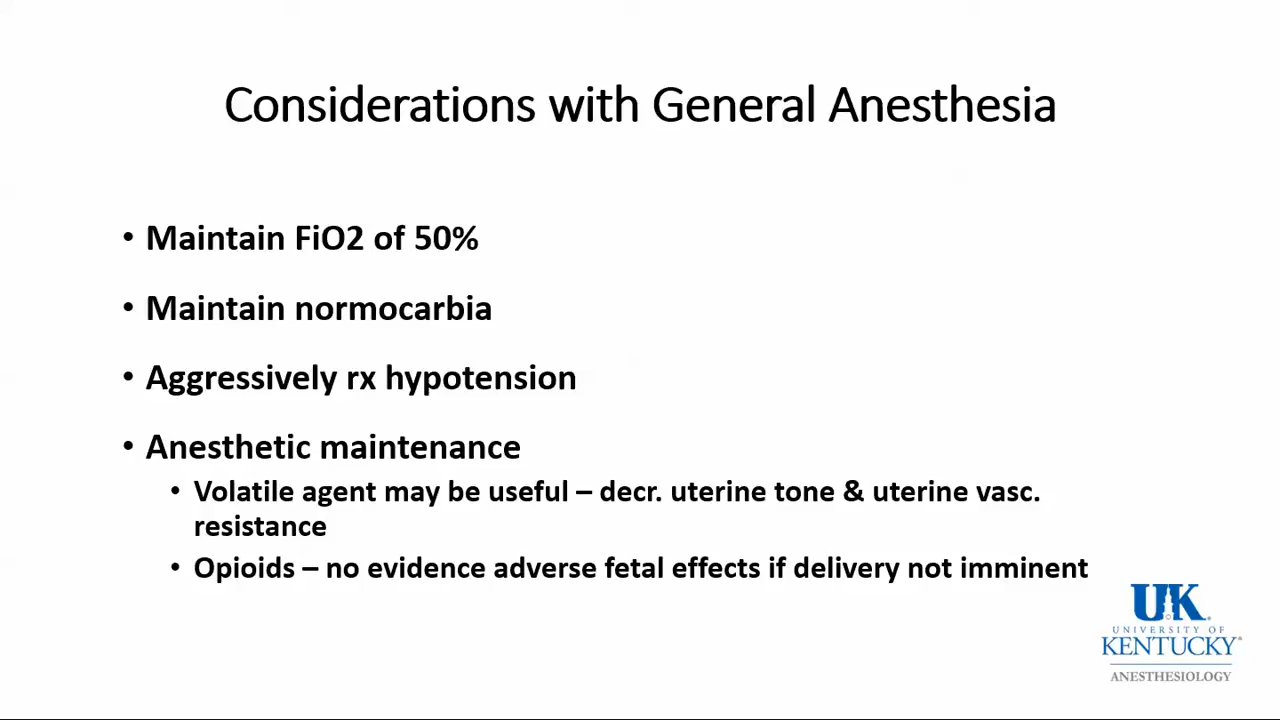 Considerations with General Anesthesia
• Maintain FiO2 of 50%
• Maintain normocarbia
• Aggressively rx hypotension
• Anesthetic maintenance
• Volatile agent may be useful – decr. uterine tone & uterine vasc.
resistance
• Opioids – no evidence adverse fetal effects if delivery not imminent
UK
UNIVERSITY OF
KENTUCKY
ANESTHESIOLOGY